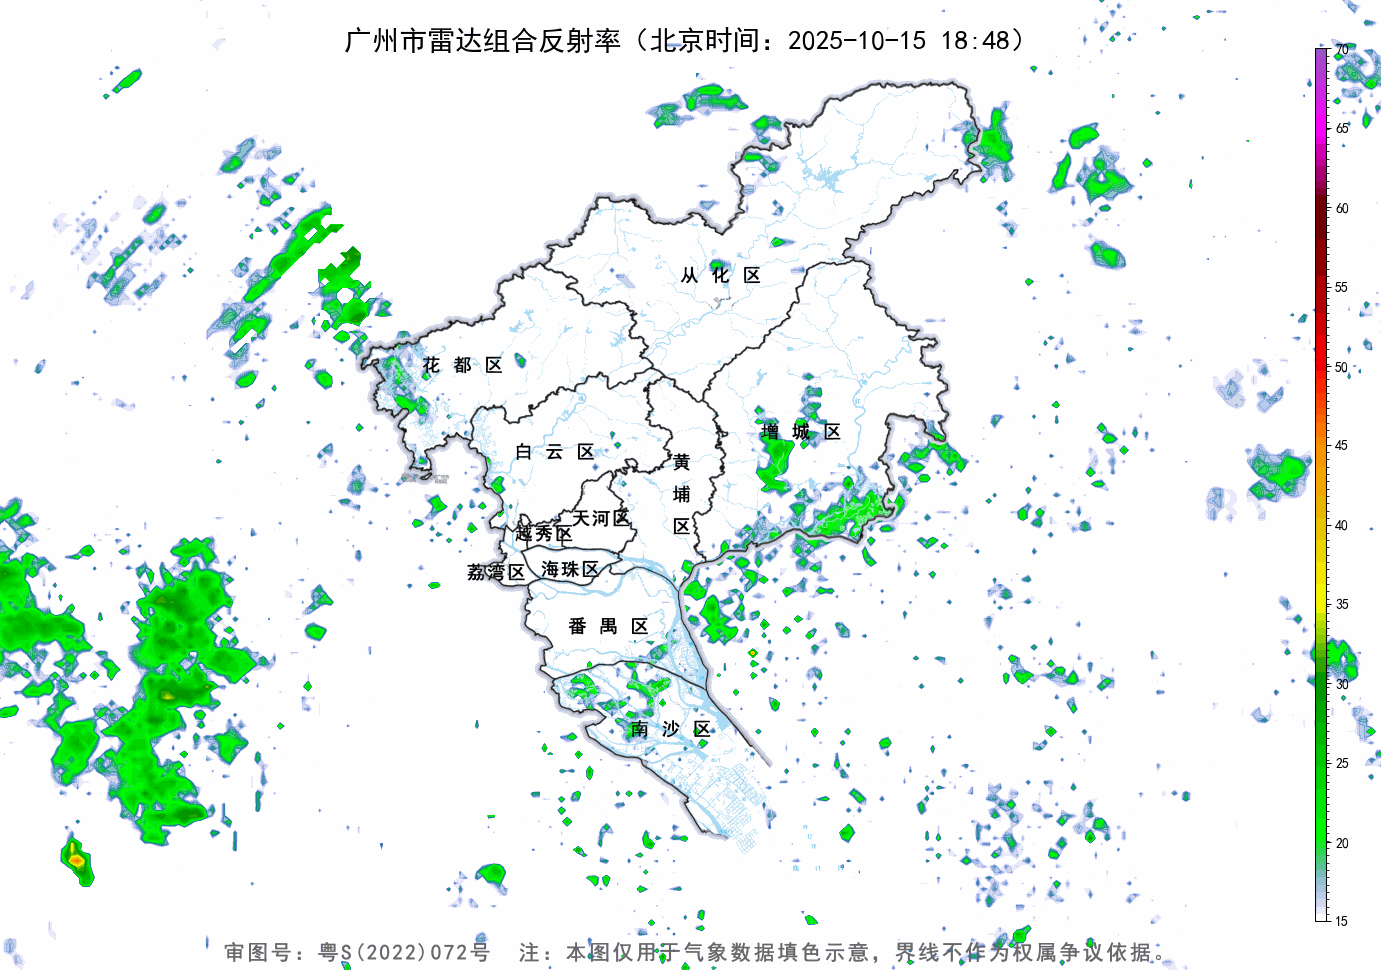 广州市雷达组合反射率（北京时间：2025-10-15 18:48）
70
65
60
55
50
45
40
35
30
25
20
15
从化区
花都区
增城区
白云区
黄埔区
天河区
越秀区
荔湾区
海珠区
番禺区
南沙区
审图号：粤S(2022)072号 注：本图仅用于气象数据填色示意，界线不作为权属争议依据。